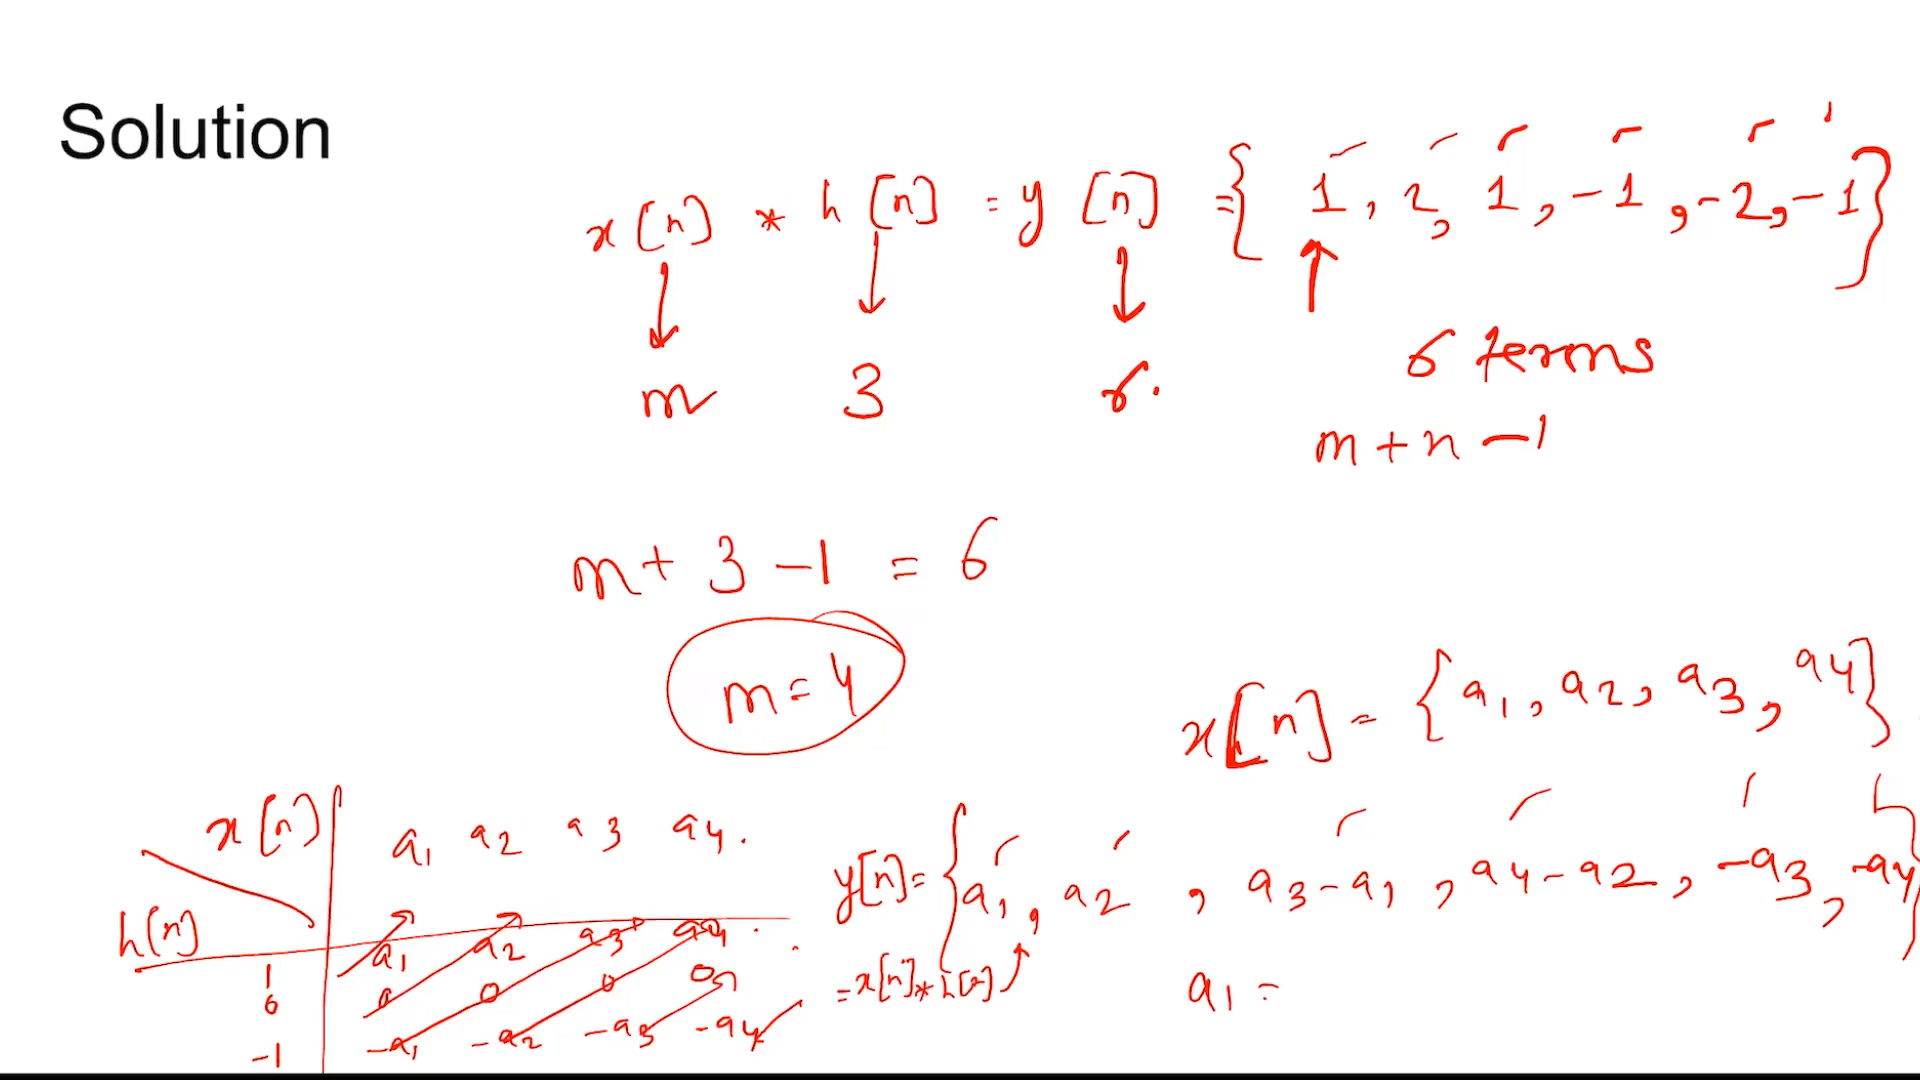 Solution
x[n] * h[n] = y[n] = {1, 2, 1, -1, -2, -1}
↑
m 3 6.
6 terms
m + n - 1
m + 3 - 1 = 6
m = 4
x[n] = {a1, a2, a3, a4}
x[n] a1 a2 a3 a4.
h[n]
y[n] = {a1, a2, a3-a1, a4-a2, -a3, -a4}
= x[n] * h[n]
a1 =
1 a1 a2 a3 a4
0 0 0 0 0
-1 -a1 -a2 -a3 -a4